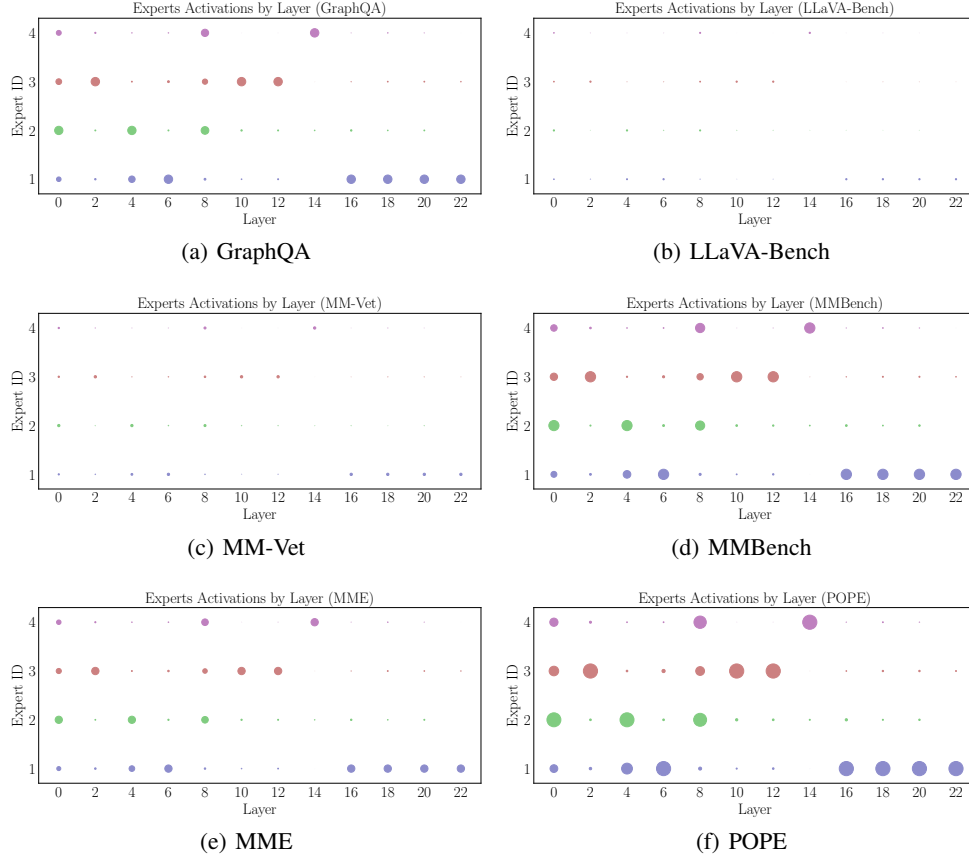 Experts Activations by Layer (GraphQA)
Expert ID
4
3
2
1
0 2 4 6 8 10 12 14 16 18 20 22
Layer
(a) GraphQA
Experts Activations by Layer (LLaVA-Bench)
Expert ID
4
3
2
1
0 2 4 6 8 10 12 14 16 18 20 22
Layer
(b) LLaVA-Bench
Experts Activations by Layer (MM-Vet)
Expert ID
4
3
2
1
0 2 4 6 8 10 12 14 16 18 20 22
Layer
(c) MM-Vet
Experts Activations by Layer (MMBench)
Expert ID
4
3
2
1
0 2 4 6 8 10 12 14 16 18 20 22
Layer
(d) MMBench
Experts Activations by Layer (MME)
Expert ID
4
3
2
1
0 2 4 6 8 10 12 14 16 18 20 22
Layer
(e) MME
Experts Activations by Layer (POPE)
Expert ID
4
3
2
1
0 2 4 6 8 10 12 14 16 18 20 22
Layer
(f) POPE